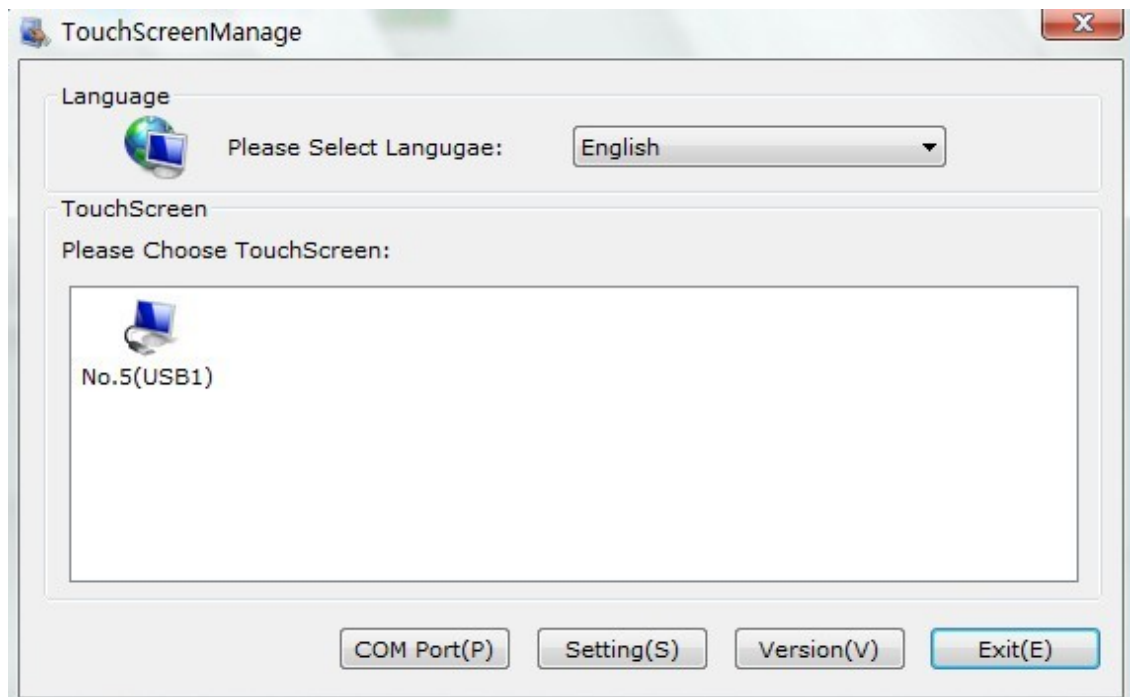 TouchScreenManage
Language
Please Select Langugae:
English
TouchScreen
Please Choose TouchScreen:
No.5(USB1)
COM Port(P)
Setting(S)
Version(V)
Exit(E)